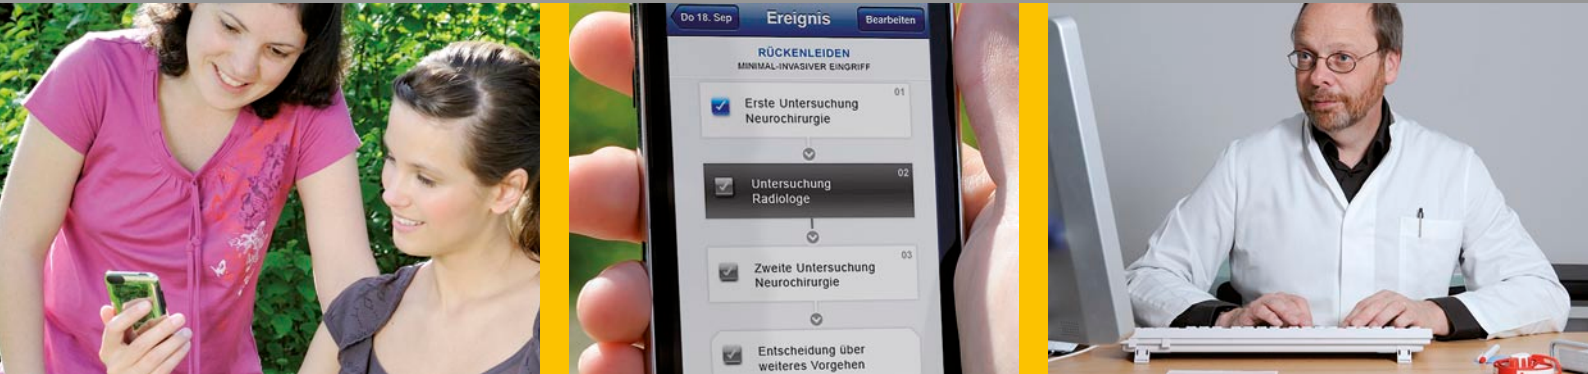 Do 18. Sep
Ereignis
Bearbeiten
RÜCKENLEIDEN
MINIMAL-INVASIVER EINGRIFF
01
Erste Untersuchung
Neurochirurgie
02
Untersuchung
Radiologe
03
Zweite Untersuchung
Neurochirurgie
Entscheidung über
weiteres Vorgehen